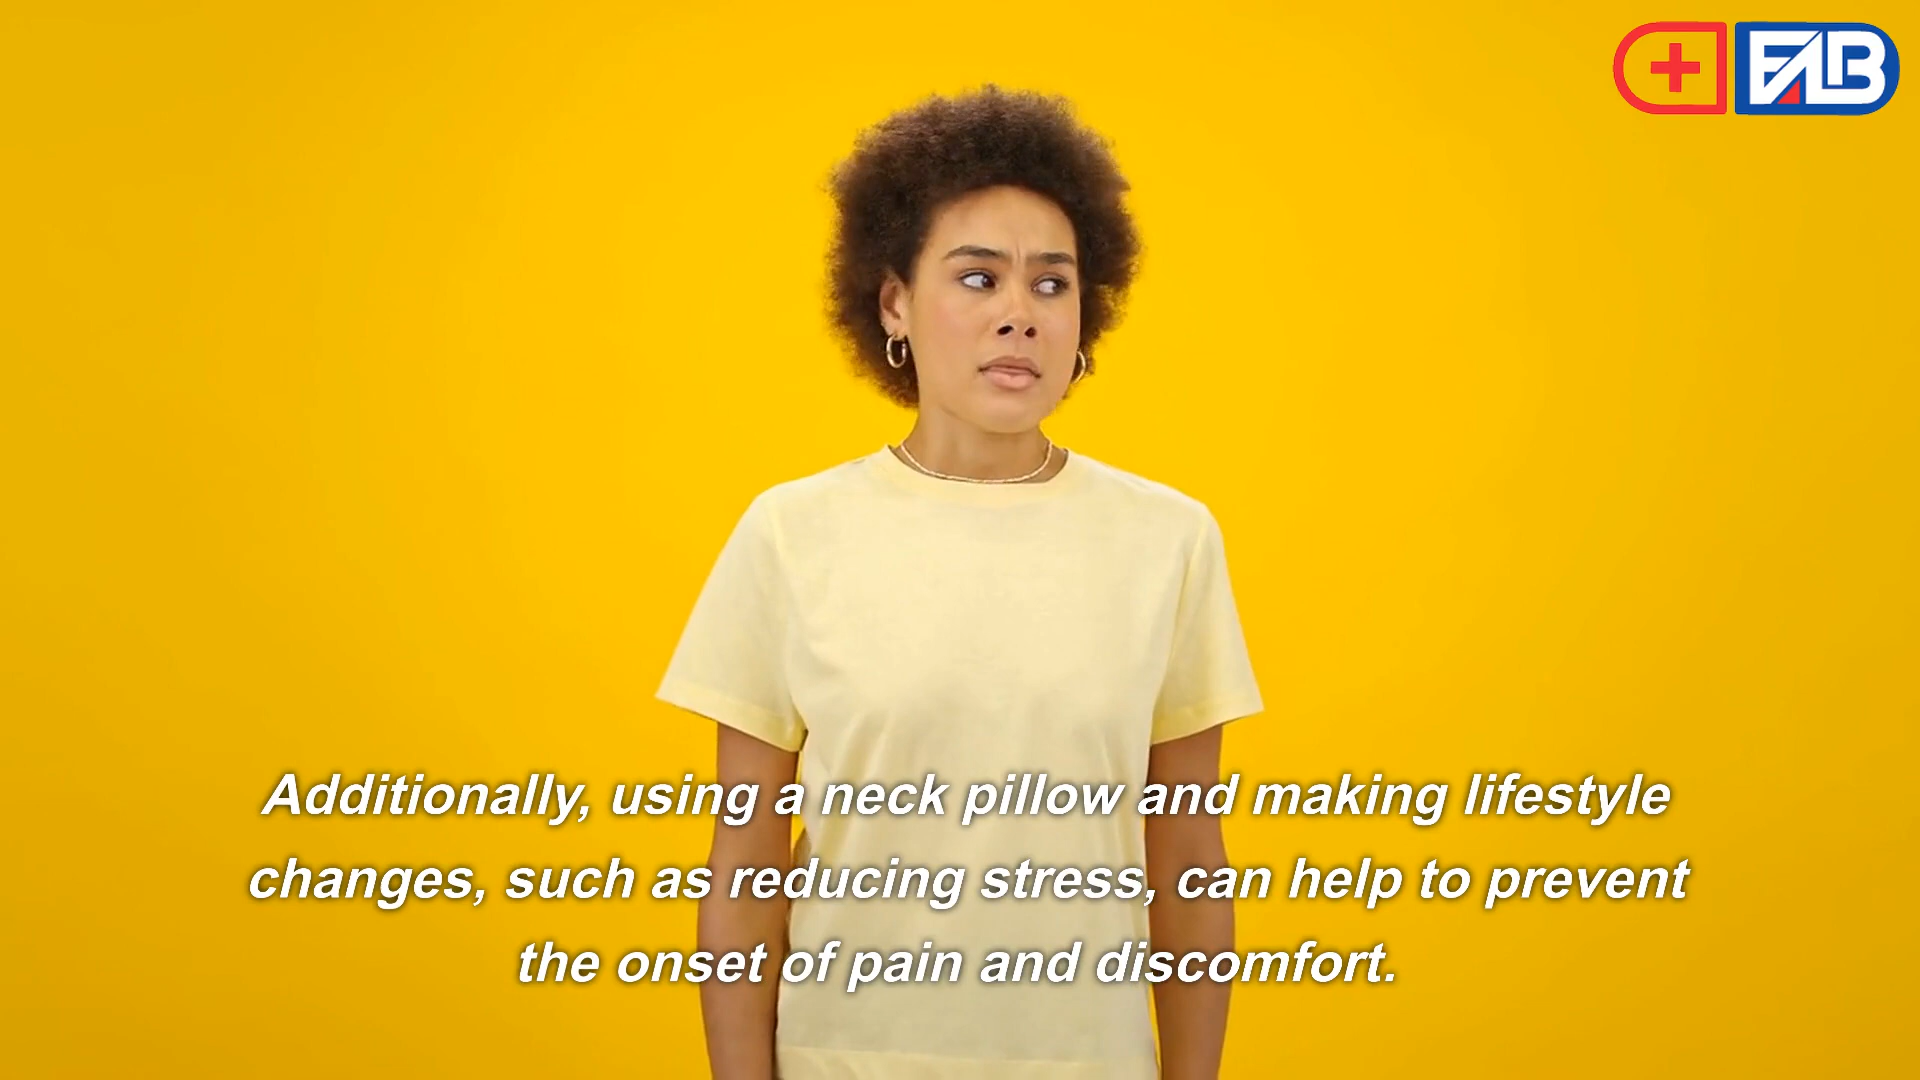 FAB
Additionally, using a neck pillow and making lifestyle
changes, such as reducing stress, can help to prevent
the onset of pain and discomfort.